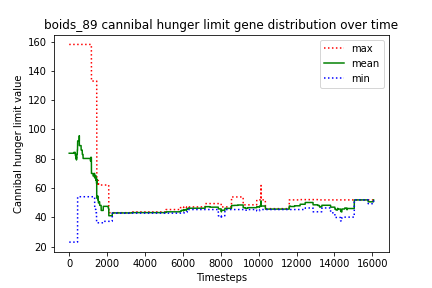 boids_89 cannibal hunger limit gene distribution over time
Cannibal hunger limit value
160
140
120
100
80
60
40
20
max
mean
min
0 2000 4000 6000 8000 10000 12000 14000 16000
Timesteps